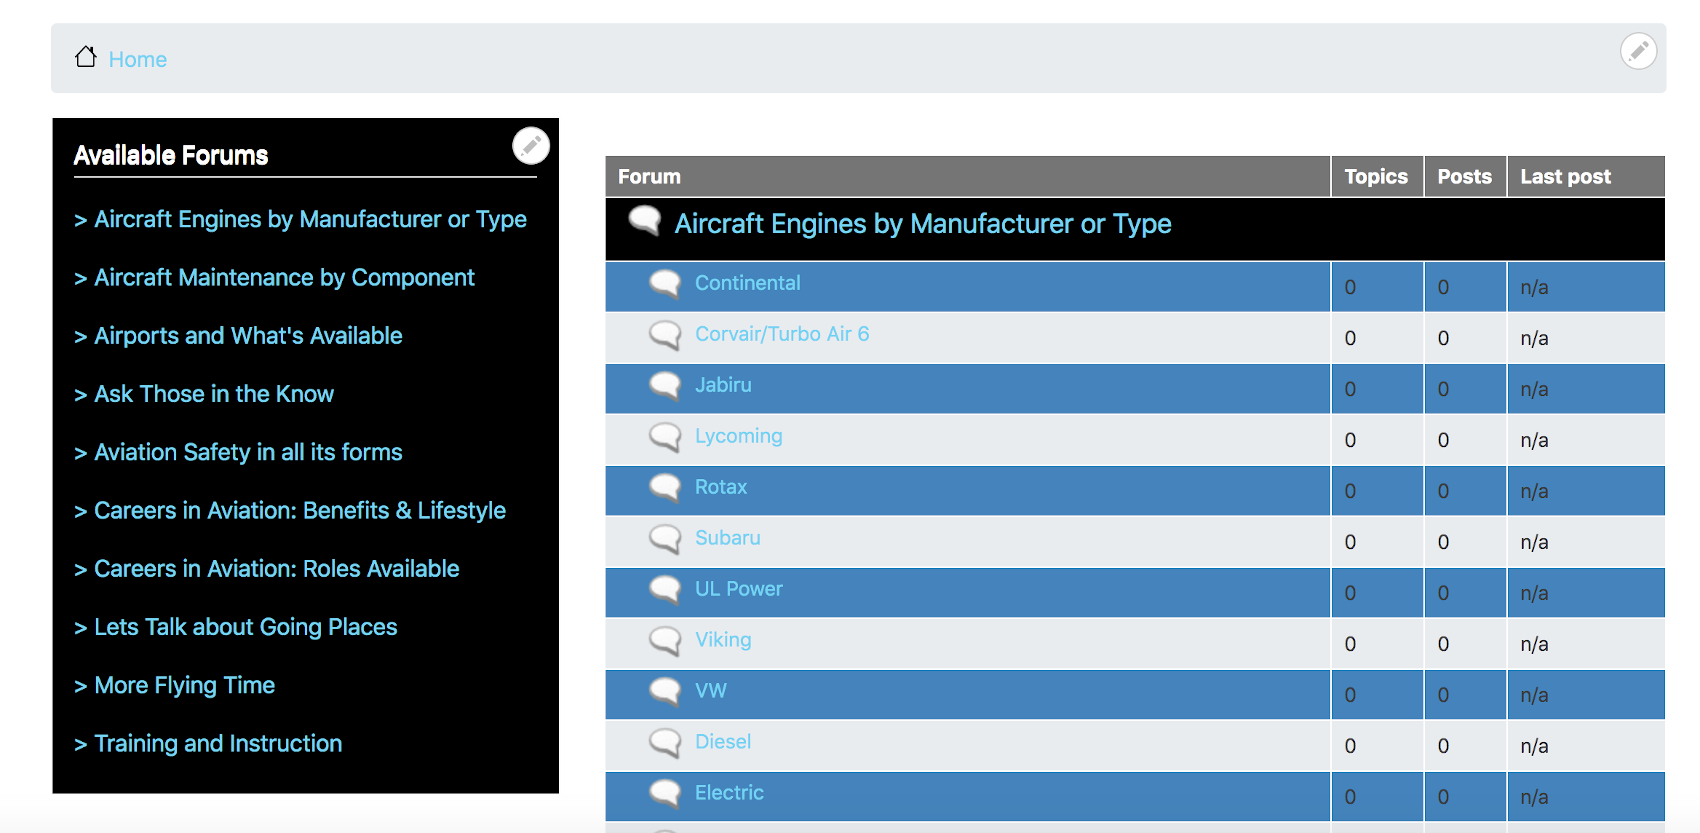 Home
Available Forums
> Aircraft Engines by Manufacturer or Type
> Aircraft Maintenance by Component
> Airports and What's Available
> Ask Those in the Know
> Aviation Safety in all its forms
> Careers in Aviation: Benefits & Lifestyle
> Careers in Aviation: Roles Available
> Lets Talk about Going Places
> More Flying Time
> Training and Instruction
Forum Topics Posts Last post
Aircraft Engines by Manufacturer or Type
Continental 0 0 n/a
Corvair/Turbo Air 6 0 0 n/a
Jabiru 0 0 n/a
Lycoming 0 0 n/a
Rotax 0 0 n/a
Subaru 0 0 n/a
UL Power 0 0 n/a
Viking 0 0 n/a
VW 0 0 n/a
Diesel 0 0 n/a
Electric 0 0 n/a